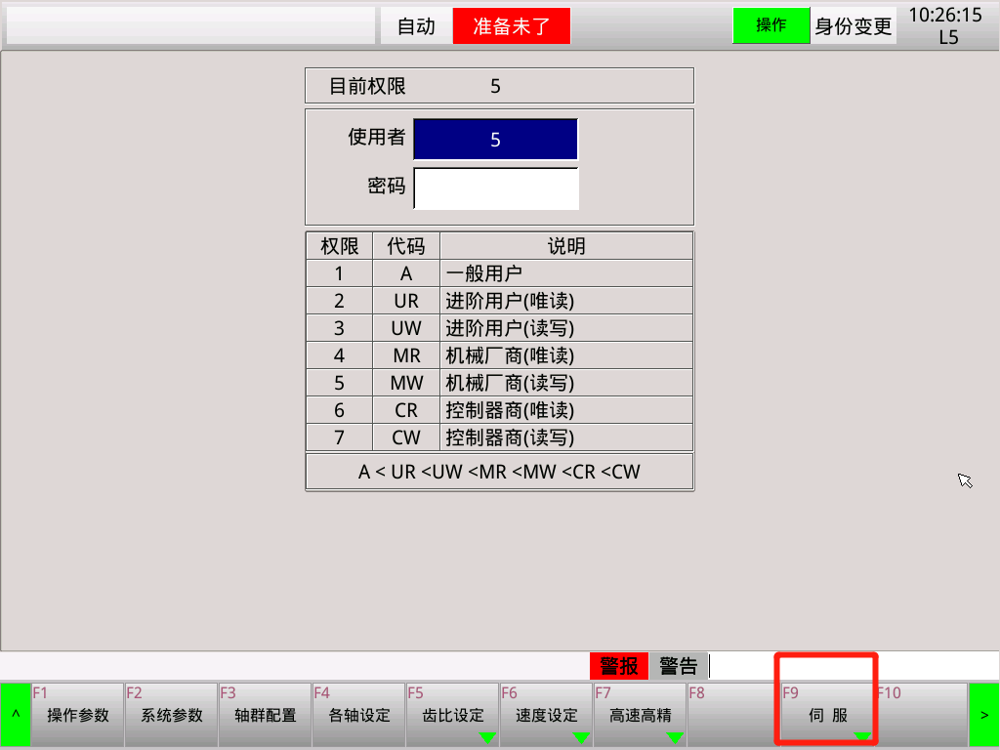 自动 准备未了 操作 身份变更 10:26:15
L5
目前权限 5
使用者 5
密码
权限 代码 说明
1 A 一般用户
2 UR 进阶用户(唯读)
3 UW 进阶用户(读写)
4 MR 机械厂商(唯读)
5 MW 机械厂商(读写)
6 CR 控制器商(唯读)
7 CW 控制器商(读写)
A < UR <UW <MR <MW <CR <CW
警报 警告
F1 F2 F3 F4 F5 F6 F7 F8 F9 F10
^ 操作参数 系统参数 轴群配置 各轴设定 齿比设定 速度设定 高速高精 伺 服 >